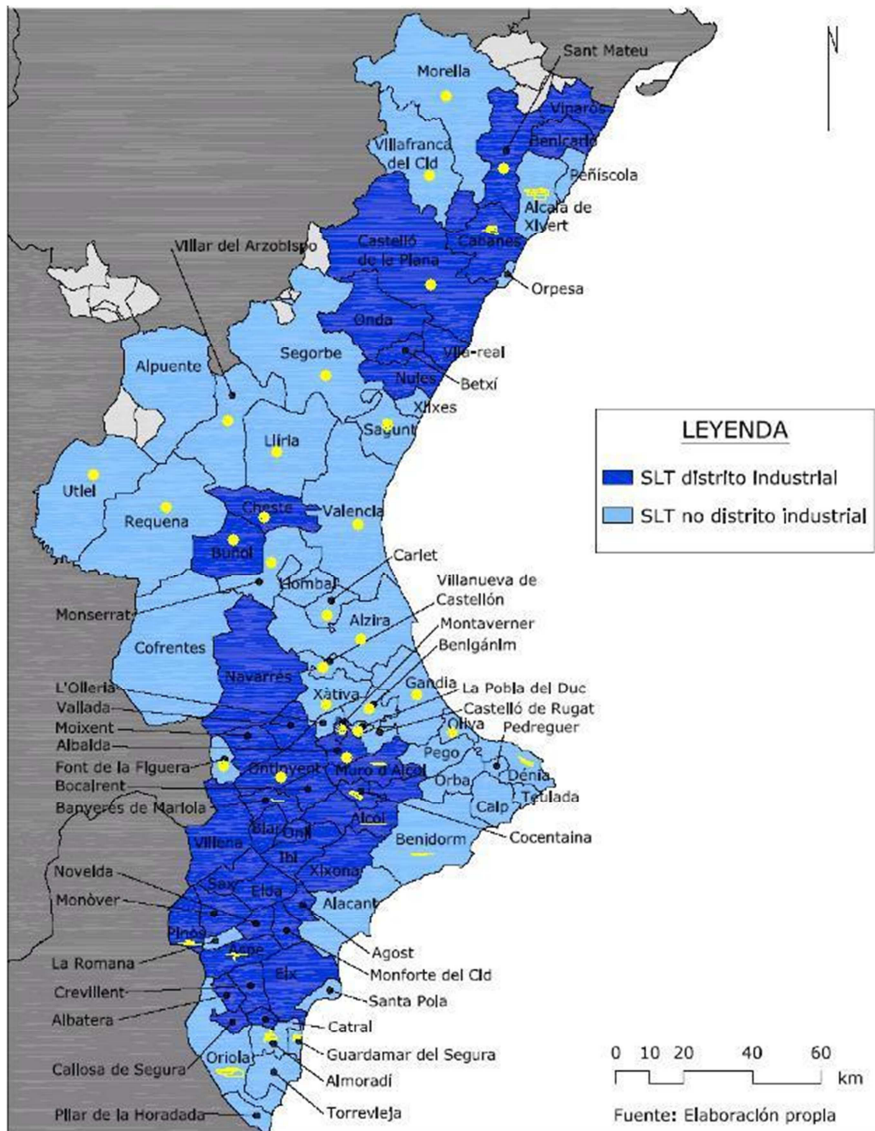 N
Sant Mateu
Morella
Vinaròs
Benicarló
Villafranca
del Cid
Peñíscola
Alcalà de
Xivert
Villar del Arzobispo
Castelló
de le Plana
Cabanes
Orpesa
Onda
Segorbe
Vila-real
Alpuente
Betxí
Nules
Xilxes
Sagunt
Llíria
LEYENDA
SLT distrito industrial
SLT no distrito industrial
Utiel
Requena
Cheste
Valencia
Buñol
Carlet
Llombai
Villanueva de
Castellón
Monserrat
Alzira
Montaverner
Benigánim
Cofrentes
Navarrés
L'Olleria
Xàtiva
Gandia
La Pobla del Duc
Vallada
Castelló de Rugat
Moixent
Oliva
Pedreguer
Albaida
Pego
Font de la Figuera
Ontinyent
Muro d'Alcoi
Dénia
Bocairent
Orba
Teulada
Banyerés de Mariola
Calp
Alcoi
Cocentaina
Biar
Onil
Benidorm
Villena
Ibi
Xixona
Novelda
Sax
Elda
Monòver
Alacant
Pinós
Agost
La Romana
Aspe
Monforte del Cid
Elx
Crevillent
Santa Pola
Albatera
Catral
Oriola
Guardamar del Segura
Callosa de Segura
Almoradí
Torrevieja
Pilar de la Horadada
0 10 20 40 60
km
Fuente: Elaboración propia